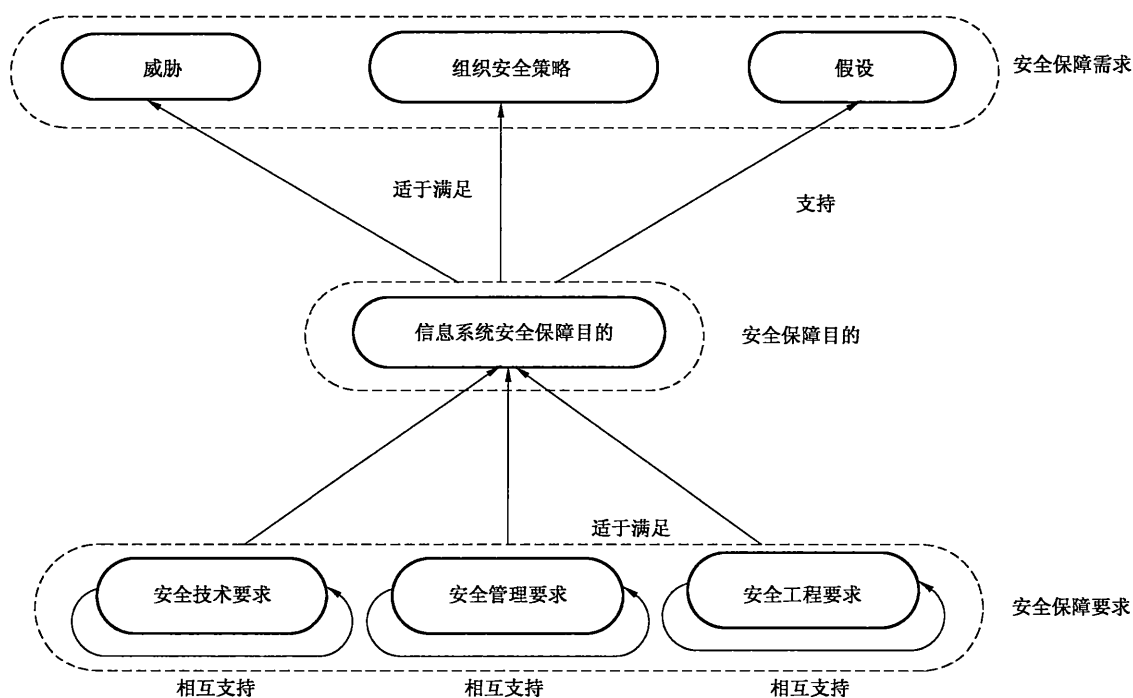 威胁
组织安全策略
假设
安全保障需求
适于满足
支持
信息系统安全保障目的
安全保障目的
适于满足
安全技术要求
安全管理要求
安全工程要求
安全保障要求
相互支持
相互支持
相互支持